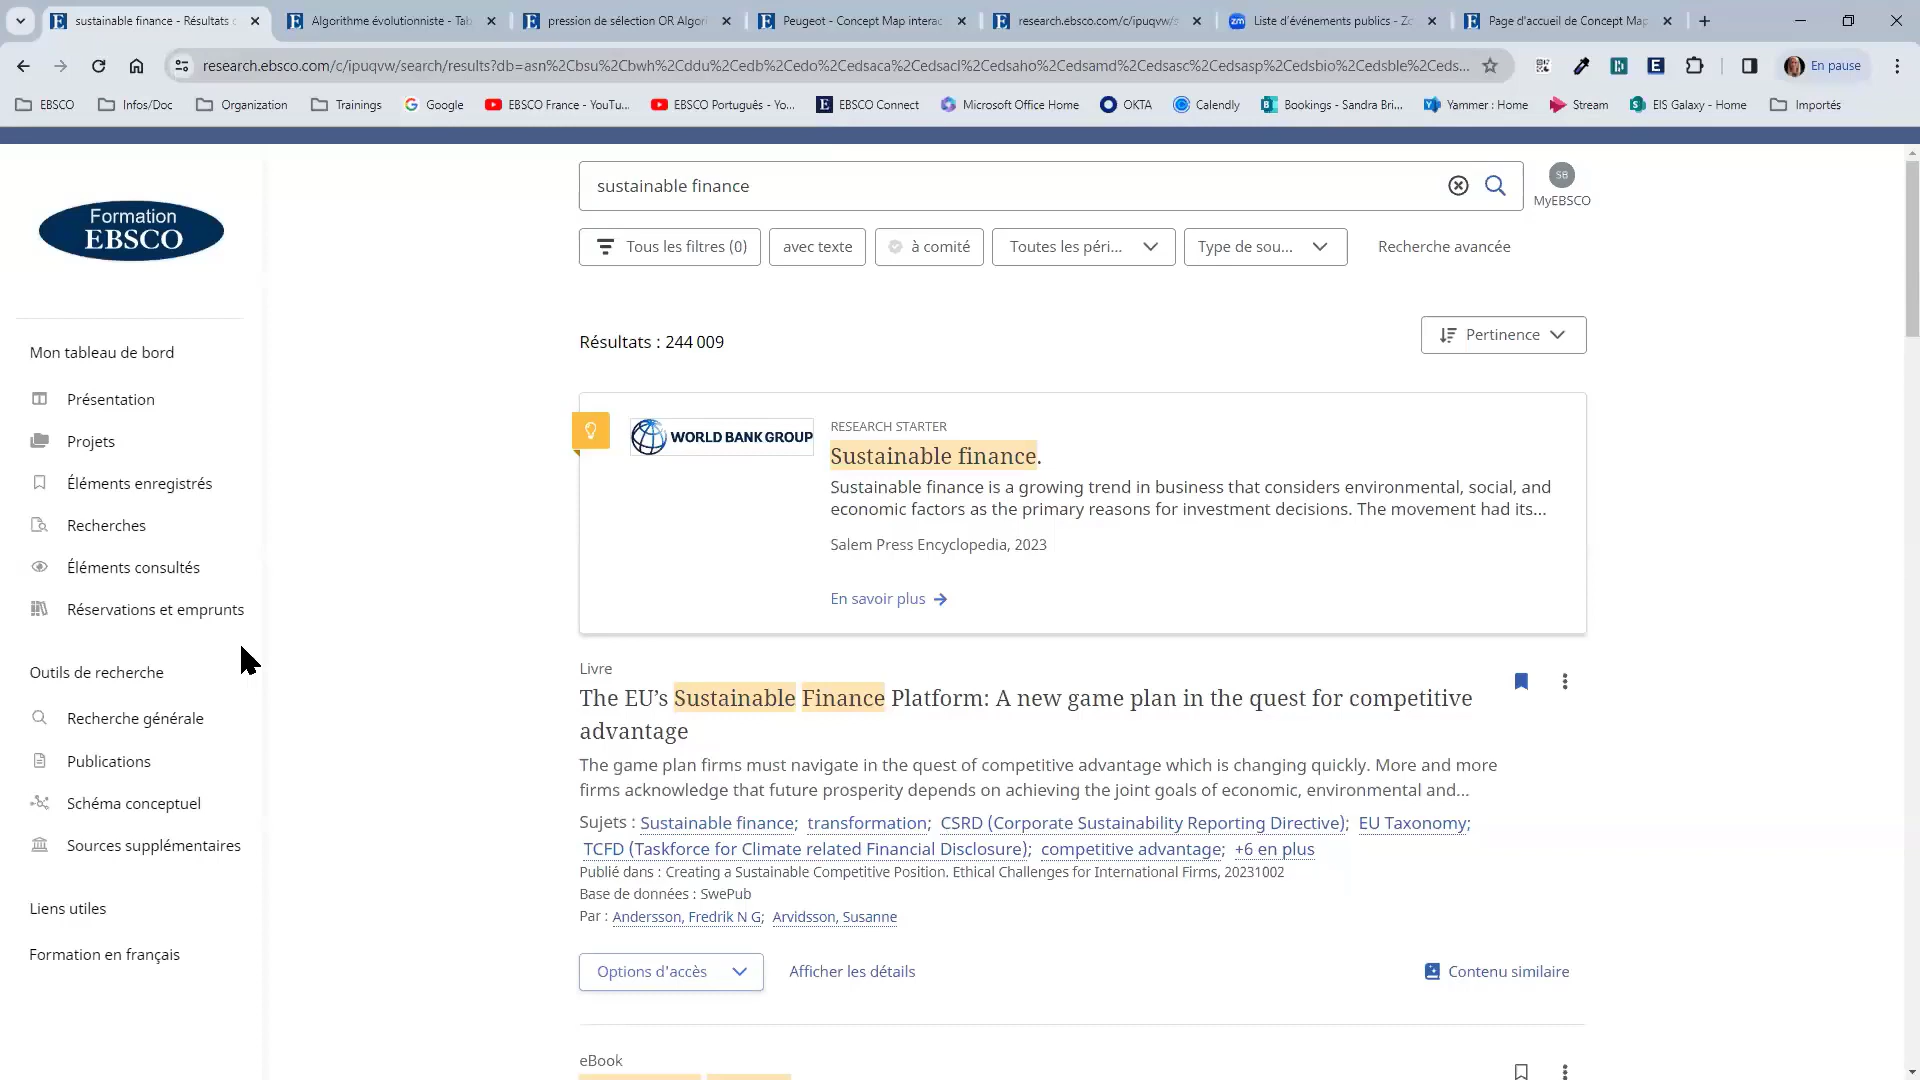 sustainable finance - Résultats
Algorithme évolutionniste - Tab
pression de sélection OR Algori
Peugeot - Concept Map interac
research.ebsco.com/c/ipuqvw/s
Liste d'événements publics - Zo
Page d'accueil de Concept Map
research.ebsco.com/c/ipuqvw/search/results?db=asn%2Cbsu%2Cbwh%2Cddu%2Cedb%2Cedo%2Cedsaca%2Cedsacl%2Cedsaho%2Cedsamd%2Cedsasc%2Cedsasp%2Cedsbio%2Cedsble%2Ceds...
En pause
EBSCO
Infos/Doc
Organization
Trainings
Google
EBSCO France - YouTu...
EBSCO Português - Yo...
EBSCO Connect
Microsoft Office Home
OKTA
Calendly
Bookings - Sandra Bri...
Yammer : Home
Stream
EIS Galaxy - Home
Importés
Formation
EBSCO
Mon tableau de bord
Présentation
Projets
Éléments enregistrés
Recherches
Éléments consultés
Réservations et emprunts
Outils de recherche
Recherche générale
Publications
Schéma conceptuel
Sources supplémentaires
Liens utiles
Formation en français
sustainable finance
SB
MyEBSCO
Tous les filtres (0)
avec texte
à comité
Toutes les péri...
Type de sou...
Recherche avancée
Résultats : 244 009
Pertinence
WORLD BANK GROUP
RESEARCH STARTER
Sustainable finance.
Sustainable finance is a growing trend in business that considers environmental, social, and
economic factors as the primary reasons for investment decisions. The movement had its...
Salem Press Encyclopedia, 2023
En savoir plus
Livre
The EU's Sustainable Finance Platform: A new game plan in the quest for competitive
advantage
The game plan firms must navigate in the quest of competitive advantage which is changing quickly. More and more
firms acknowledge that future prosperity depends on achieving the joint goals of economic, environmental and...
Sujets : Sustainable finance; transformation; CSRD (Corporate Sustainability Reporting Directive); EU Taxonomy;
TCFD (Taskforce for Climate related Financial Disclosure); competitive advantage; +6 en plus
Publié dans : Creating a Sustainable Competitive Position. Ethical Challenges for International Firms, 20231002
Base de données : SwePub
Par : Andersson, Fredrik N G; Arvidsson, Susanne
Options d'accès
Afficher les détails
Contenu similaire
eBook